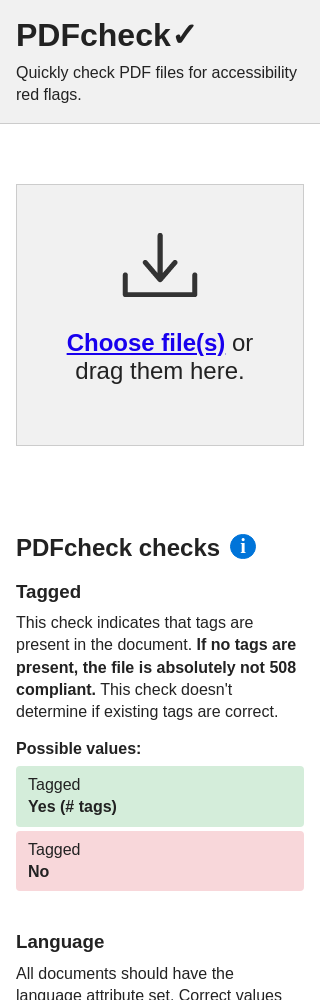 PDFcheck✓
Quickly check PDF files for accessibility
red flags.
Choose file(s) or
drag them here.
PDFcheck checks i
Tagged
This check indicates that tags are
present in the document. If no tags are
present, the file is absolutely not 508
compliant. This check doesn't
determine if existing tags are correct.
Possible values:
Tagged
Yes (# tags)
Tagged
No
Language
All documents should have the
language attribute set. Correct values